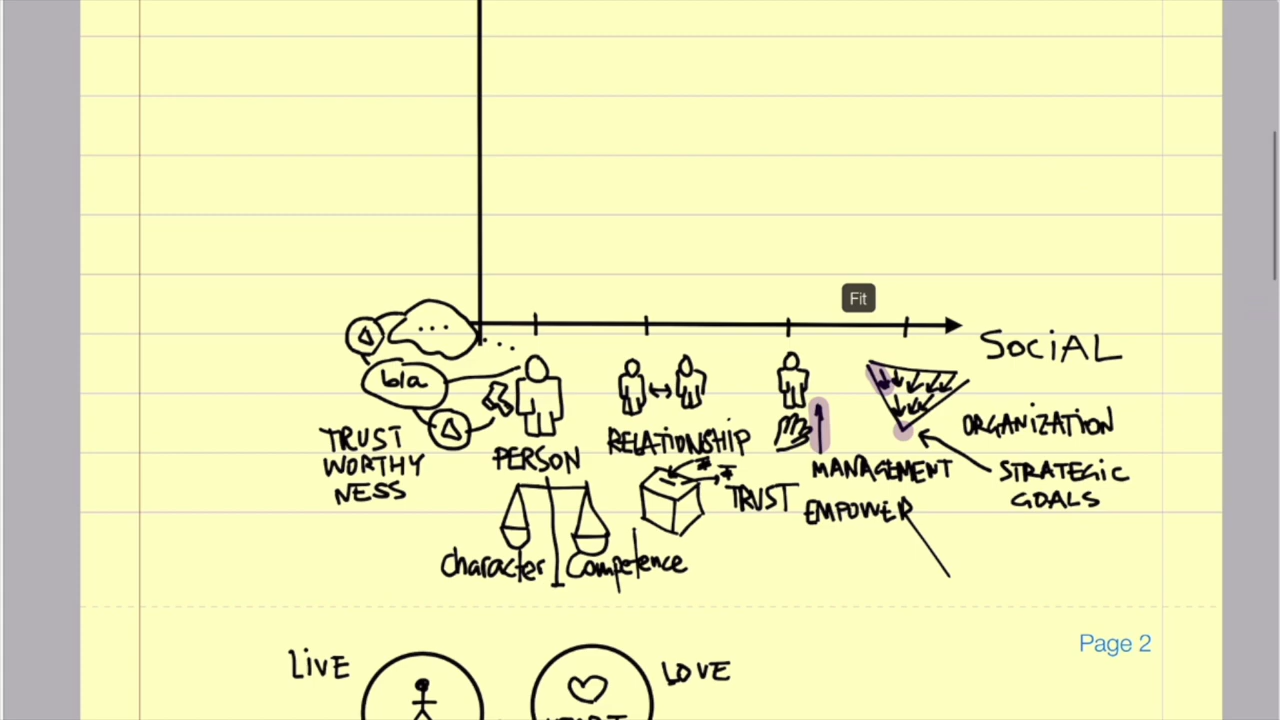 Fit
SOCIAL
...
bla
TRUST
WORTHY
NESS
PERSON
RELATIONSHIP
ORGANIZATION
MANAGEMENT
STRATEGIC
GOALS
TRUST
EMPOWER
Character
Competence
Page 2
LIVE
LOVE
HEART